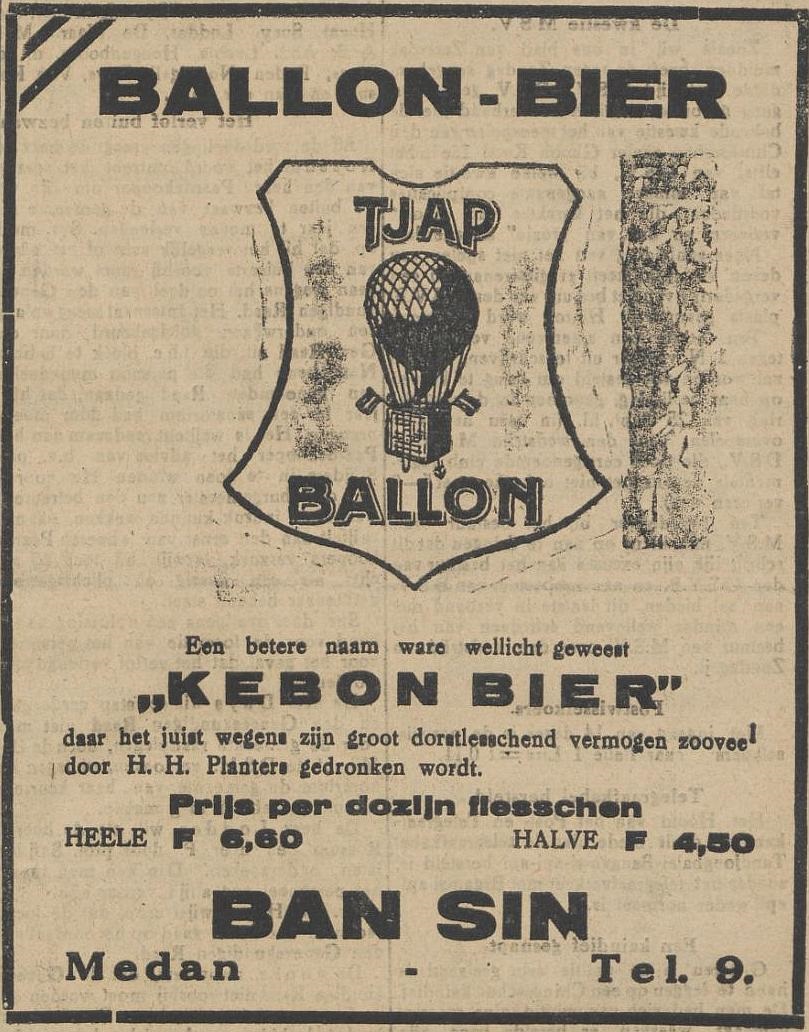 BALLON - BIER
TJAP
BALLON
Een betere naam ware wellicht geweest
„KEBON BIER"
daar het juist wegens zijn groot dorstlesschend vermogen zooveel
door H. H. Planters gedronken wordt.
Prijs per dozijn flesschen
HEELE F 6,60 HALVE F 4,50
BAN SIN
Medan - Tel. 9.